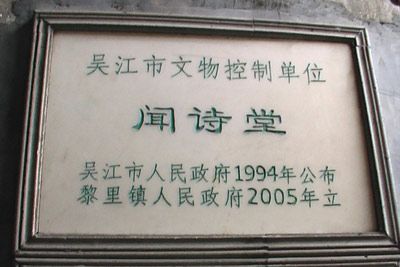 吴江市文物控制单位
闻诗堂
吴江市人民政府1994年公布
黎里镇人民政府2005年立